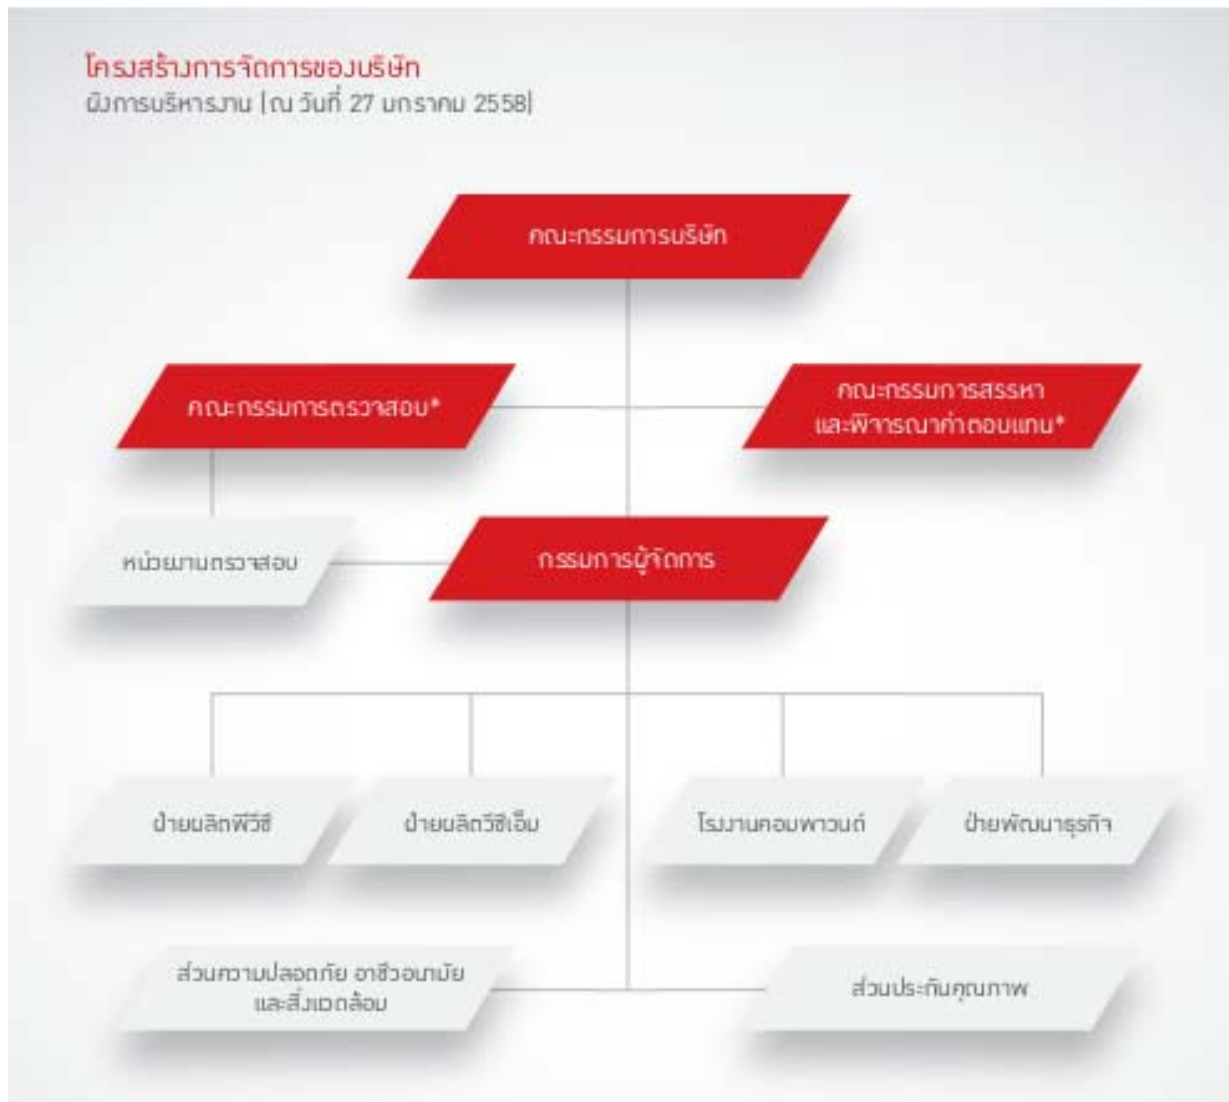 โครงสร้างการจัดการของบริษัท
ผังการบริหารงาน (ณ วันที่ 27 มกราคม 2558)
คณะกรรมการบริษัท
คณะกรรมการตรวจสอบ*
คณะกรรมการสรรหา
และพิจารณาค่าตอบแทน*
หน่วยงานตรวจสอบ
กรรมการผู้จัดการ
ฝ่ายผลิตพีวีซี
ฝ่ายผลิตวีซีเอ็ม
โรงงานคอมพาวนด์
ฝ่ายพัฒนาธุรกิจ
ส่วนความปลอดภัย อาชีวอนามัย
และสิ่งแวดล้อม
ส่วนประกันคุณภาพ